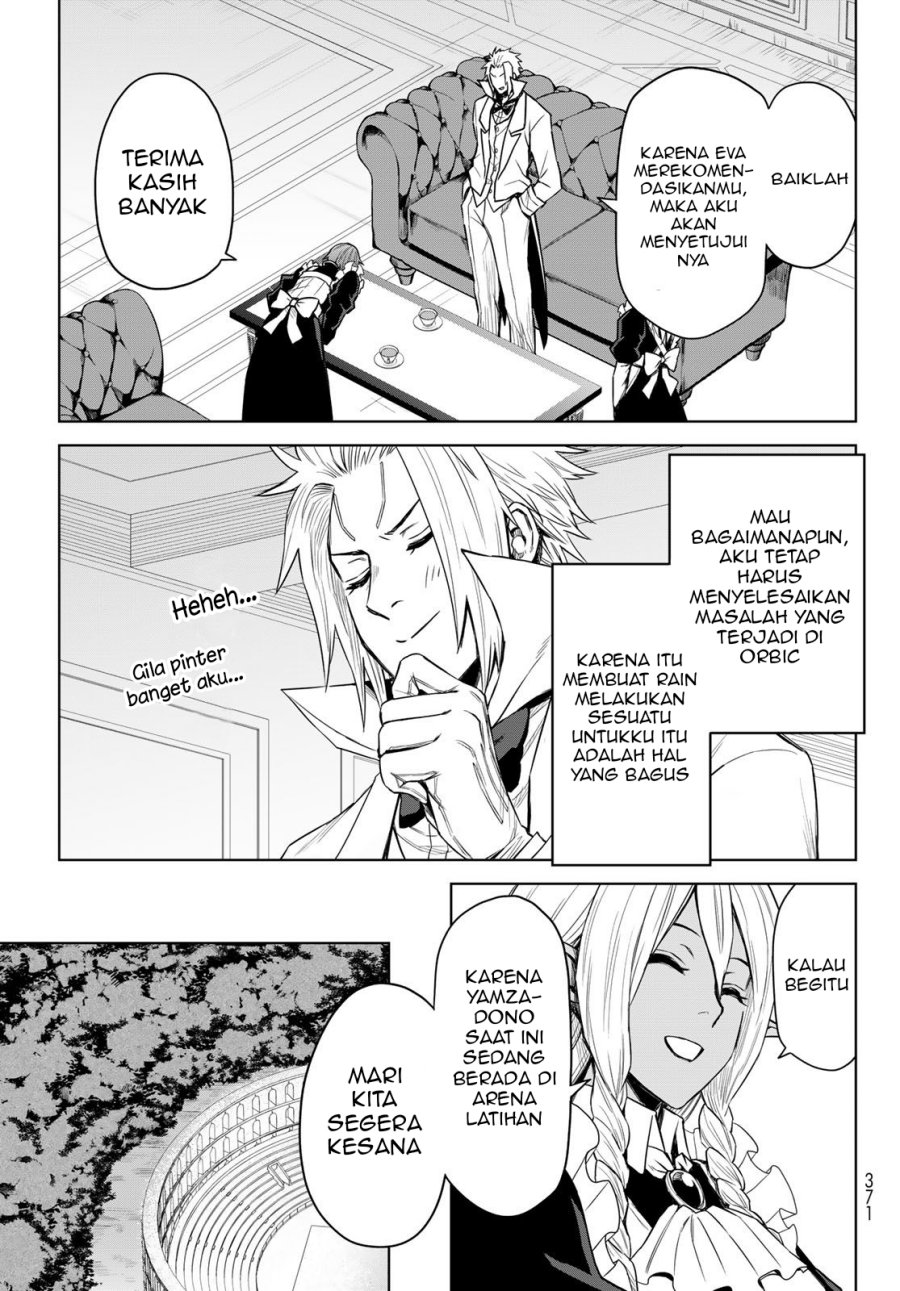 BAIKLAH
KARENA EVA
MEREKOMEN-
DASIKANMU,
MAKA AKU
AKAN
MENYETUJUI
NYA
TERIMA
KASIH
BANYAK
MAU
BAGAIMANAPUN,
AKU TETAP
HARUS
MENYELESAIKAN
MASALAH YANG
TERJADI DI
ORBIC
KARENA ITU
MEMBUAT RAIN
MELAKUKAN
SESUATU
UNTUKKU ITU
ADALAH HAL
YANG BAGUS
Heheh...
Gila pinter
banget aku...
KALAU
BEGITU
KARENA
YAMZA-
DONO
SAAT INI
SEDANG
BERADA DI
ARENA
LATIHAN
MARI
KITA
SEGERA
KESANA
371